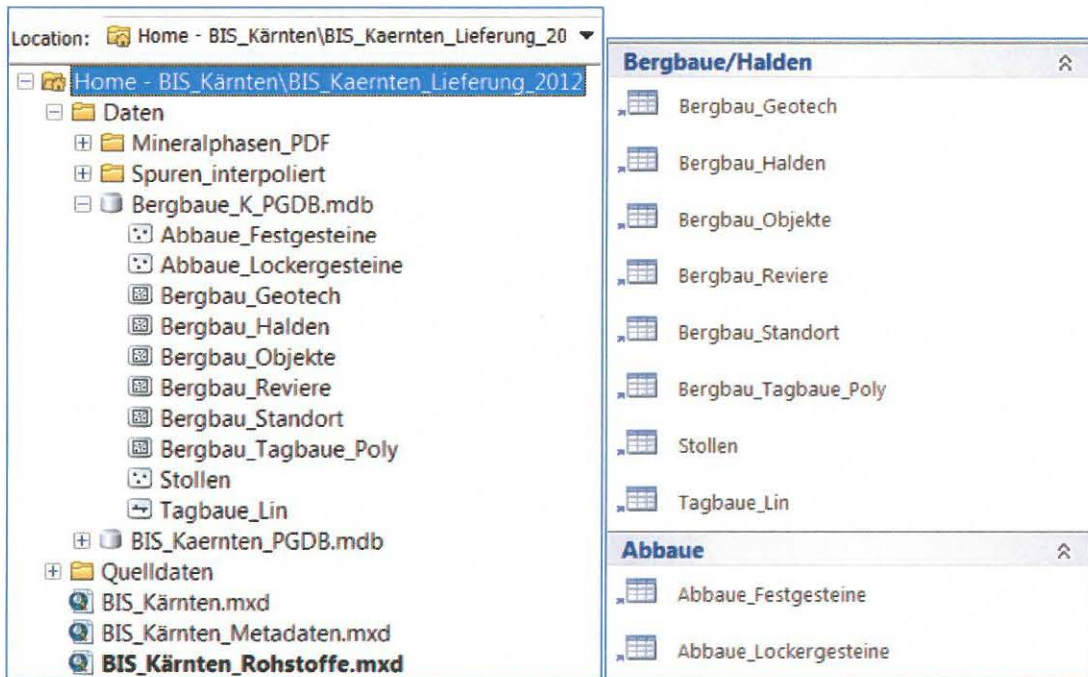 Location: Home - BIS_Kärnten\BIS_Kaernten_Lieferung_20
Home - BIS_Kärnten\BIS_Kaernten_Lieferung_2012
Daten
Mineralphasen_PDF
Spuren_interpoliert
Bergbaue_K_PGDB.mdb
Abbaue_Festgesteine
Abbaue_Lockergesteine
Bergbau_Geotech
Bergbau_Halden
Bergbau_Objekte
Bergbau_Reviere
Bergbau_Standort
Bergbau_Tagbaue_Poly
Stollen
Tagbaue_Lin
BIS_Kaernten_PGDB.mdb
Quelldaten
BIS_Kärnten.mxd
BIS_Kärnten_Metadaten.mxd
BIS_Kärnten_Rohstoffe.mxd
Bergbaue/Halden
Bergbau_Geotech
Bergbau_Halden
Bergbau_Objekte
Bergbau_Reviere
Bergbau_Standort
Bergbau_Tagbaue_Poly
Stollen
Tagbaue_Lin
Abbaue
Abbaue_Festgesteine
Abbaue_Lockergesteine